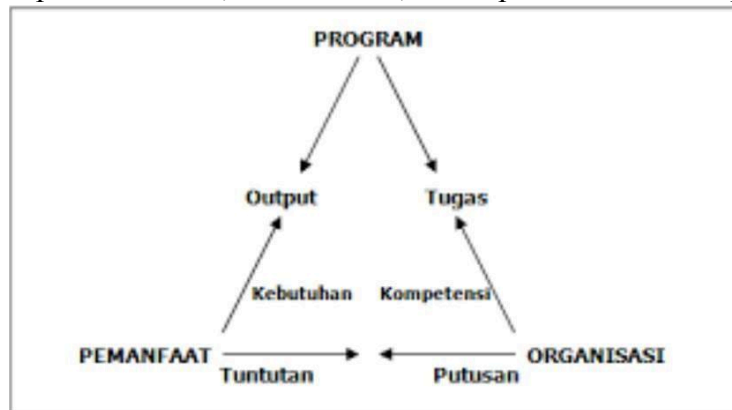 PROGRAM
Output Tugas
Kebutuhan Kompetensi
PEMANFAAT ORGANISASI
Tuntutan Putusan